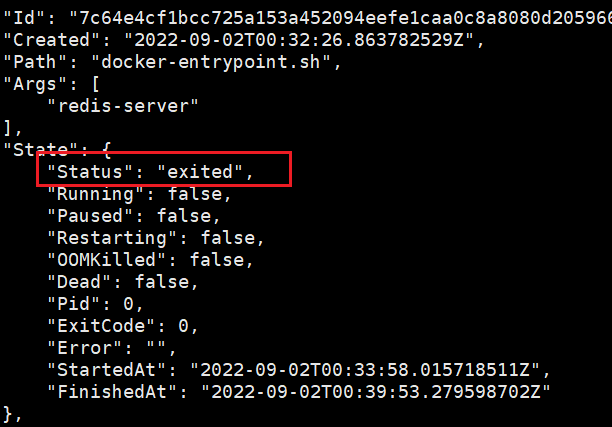 "Id": "7c64e4cf1bcc725a153a452094eefe1caa0c8a8080d205960
"Created": "2022-09-02T00:32:26.863782529Z",
"Path": "docker-entrypoint.sh",
"Args": [
"redis-server"
],
"State": {
"Status": "exited",
"Running": false,
"Paused": false,
"Restarting": false,
"OOMKilled": false,
"Dead": false,
"Pid": 0,
"ExitCode": 0,
"Error": "",
"StartedAt": "2022-09-02T00:33:58.015718511Z",
"FinishedAt": "2022-09-02T00:39:53.279598702Z"
},